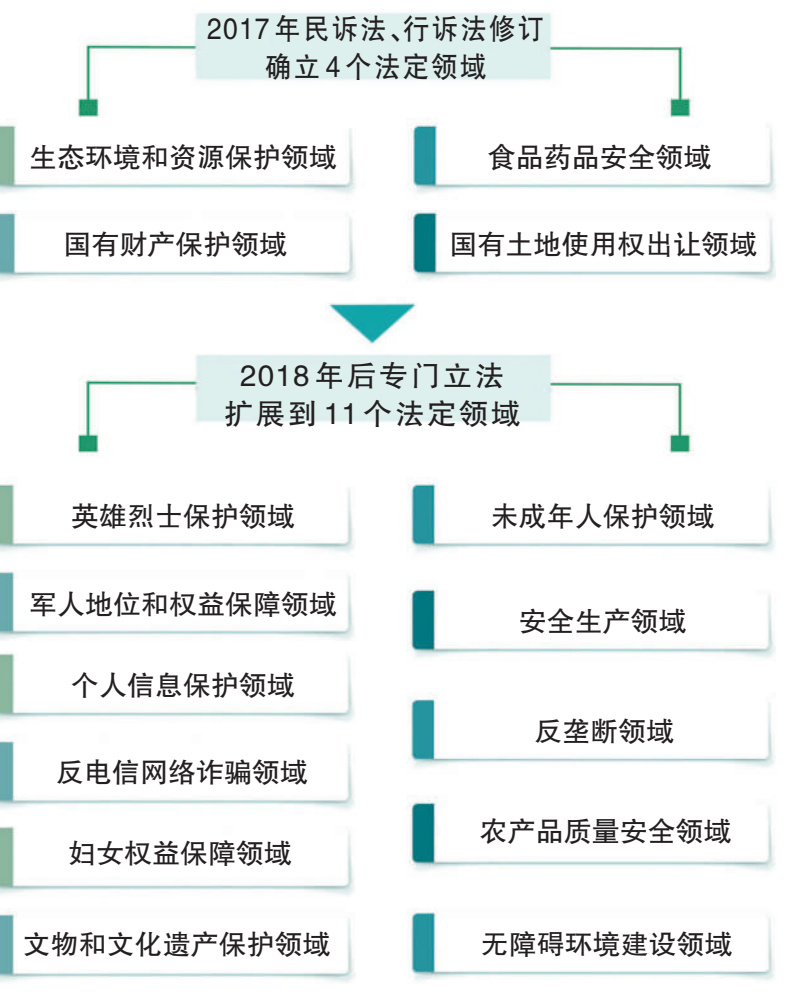 2017年民诉法、行诉法修订
确立4个法定领域
生态环境和资源保护领域
食品药品安全领域
国有财产保护领域
国有土地使用权出让领域
2018年后专门立法
扩展到11个法定领域
英雄烈士保护领域
未成年人保护领域
军人地位和权益保障领域
安全生产领域
个人信息保护领域
反垄断领域
反电信网络诈骗领域
农产品质量安全领域
妇女权益保障领域
无障碍环境建设领域
文物和文化遗产保护领域